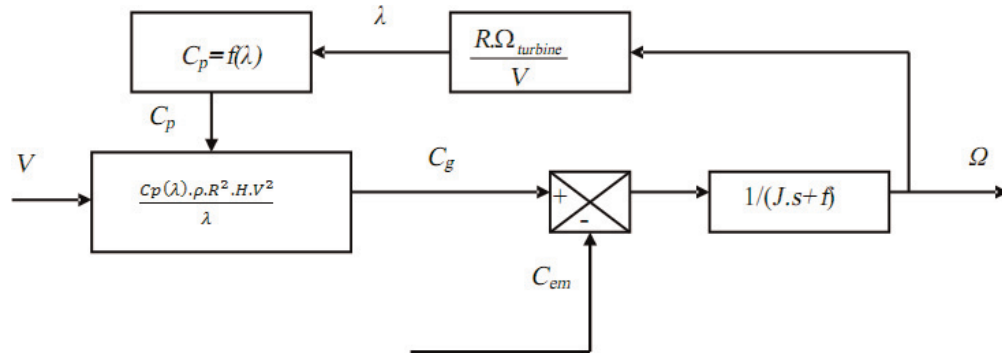 λ
C_p = f(λ)
R.Ω_turbine / V
C_p
V
Cp(λ).ρ.R².H.V² / λ
C_g
+
-
1/(J.s+f)
Ω
C_em